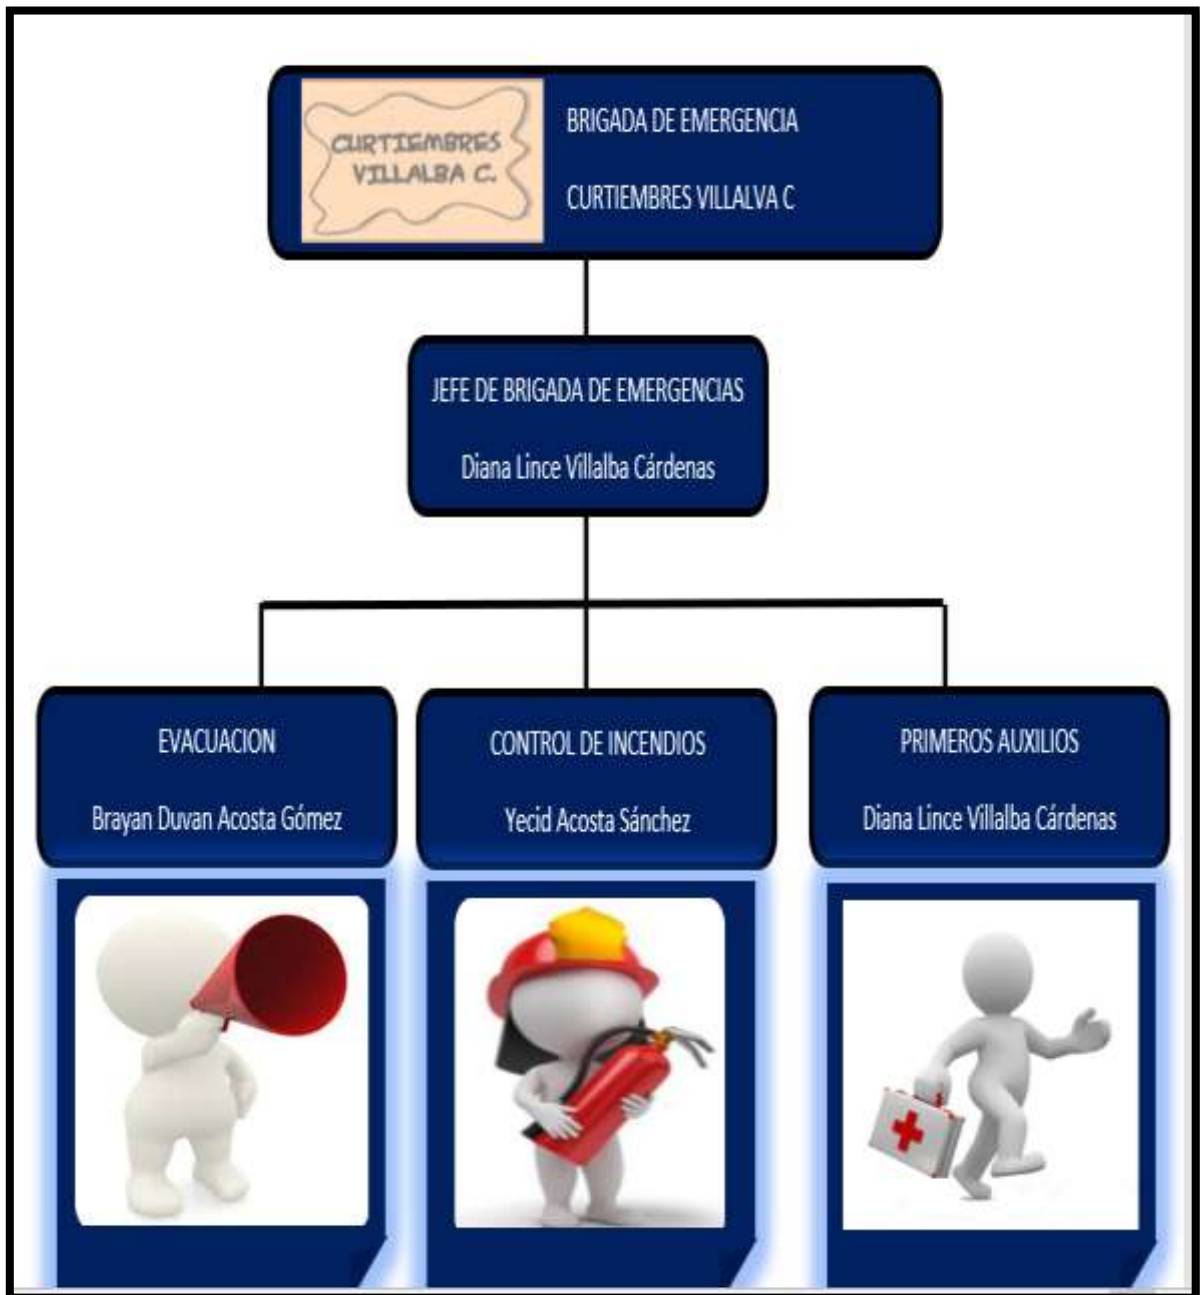 CURTIEMBRES
VILLALBA C.
BRIGADA DE EMERGENCIA
CURTIEMBRES VILLALVA C
JEFE DE BRIGADA DE EMERGENCIAS
Diana Lince Villalba Cárdenas
EVACUACION
Brayan Duvan Acosta Gómez
CONTROL DE INCENDIOS
Yecid Acosta Sánchez
PRIMEROS AUXILIOS
Diana Lince Villalba Cárdenas